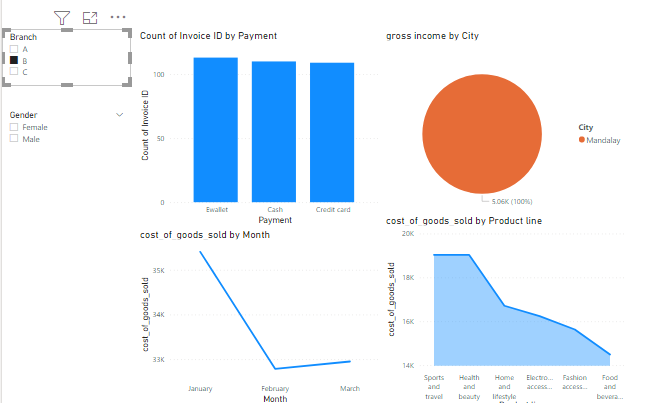 Branch
A
B
C
Gender
Female
Male
Count of Invoice ID by Payment
Count of Invoice ID
100
50
0
Ewallet
Cash
Credit card
Payment
gross income by City
City
Mandalay
5.06K (100%)
cost_of_goods_sold by Month
cost_of_goods_sold
35K
34K
33K
January
February
March
Month
cost_of_goods_sold by Product line
cost_of_goods_sold
20K
18K
16K
14K
Sports
and
travel
Health
and
beauty
Home
and
lifestyle
Electro...
access...
Fashion
access...
Food
and
bevera...